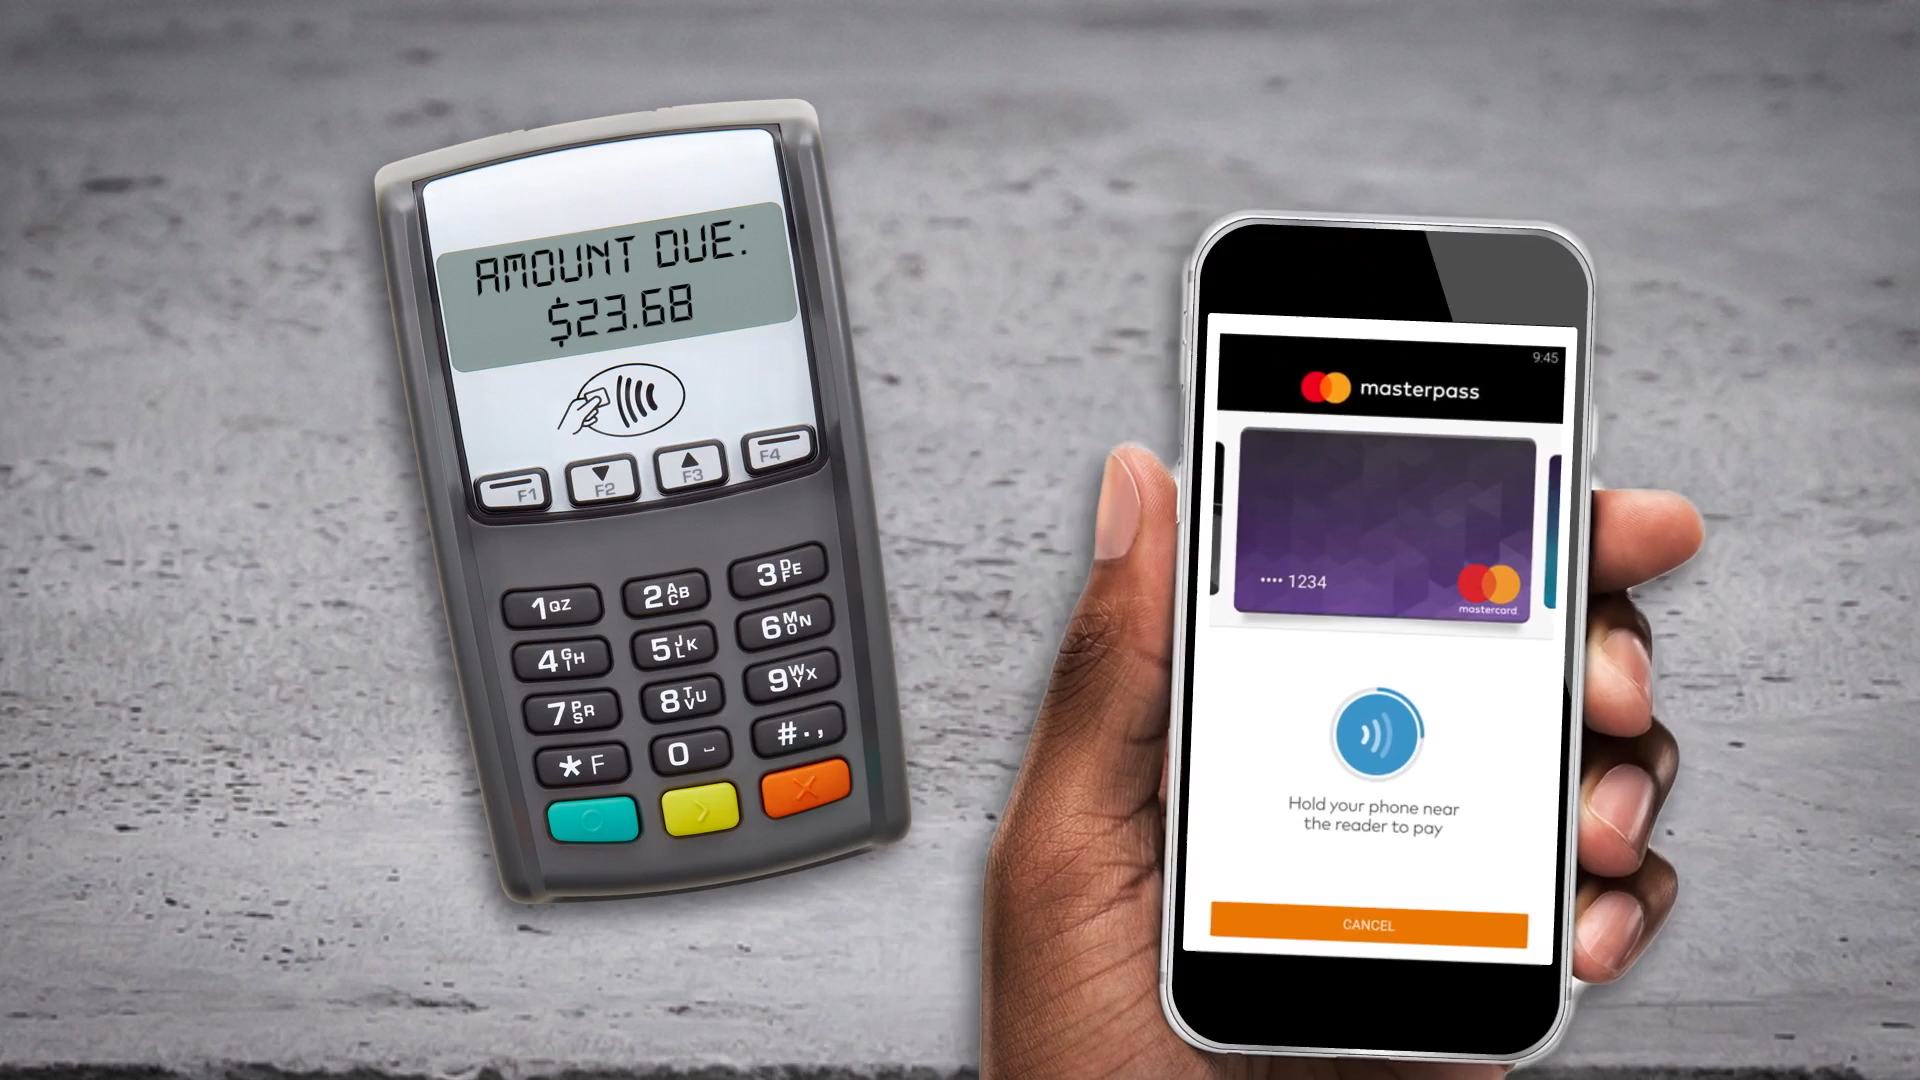 AMOUNT DUE:
$23.68
F1
F2
F3
F4
1 QZ
2 ABC
3 DEF
4 GHI
5 JKL
6 MNO
7 PRS
8 TUV
9 WXY
* F
0
# . ,
9:45
masterpass
•••• 1234
mastercard
Hold your phone near
the reader to pay
CANCEL